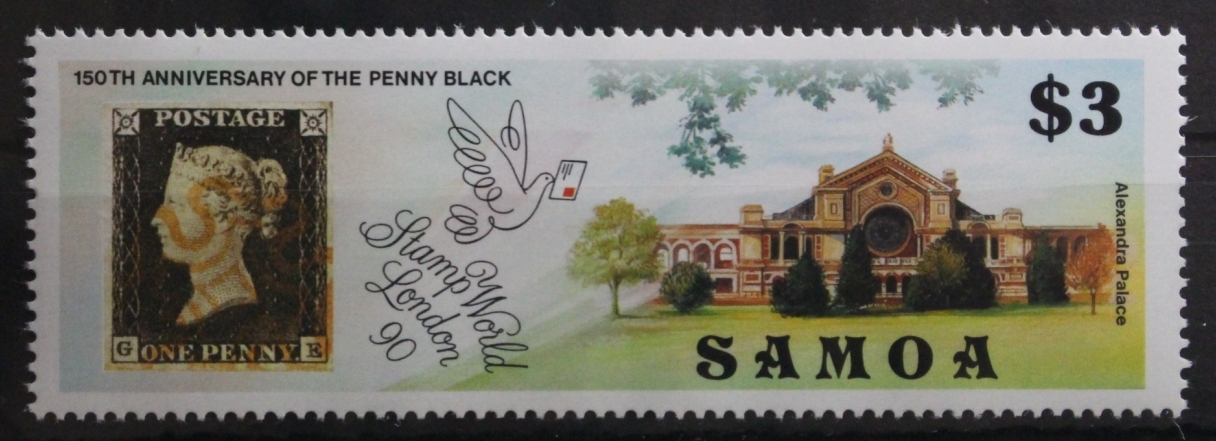 150TH ANNIVERSARY OF THE PENNY BLACK
POSTAGE
G ONE PENNY. E
Stamp World
London
90
$3
Alexandra Palace
SAMOA